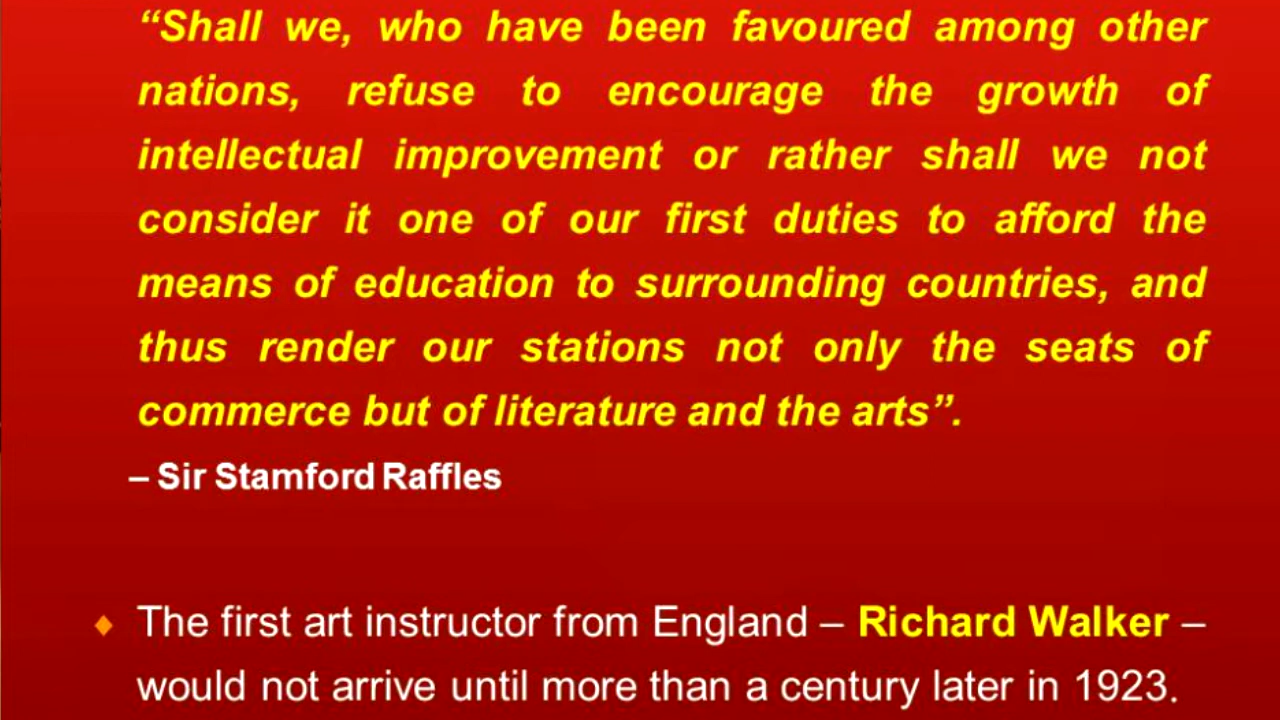 “Shall we, who have been favoured among other
nations, refuse to encourage the growth of
intellectual improvement or rather shall we not
consider it one of our first duties to afford the
means of education to surrounding countries, and
thus render our stations not only the seats of
commerce but of literature and the arts”.
– Sir Stamford Raffles
♦ The first art instructor from England – Richard Walker –
would not arrive until more than a century later in 1923.